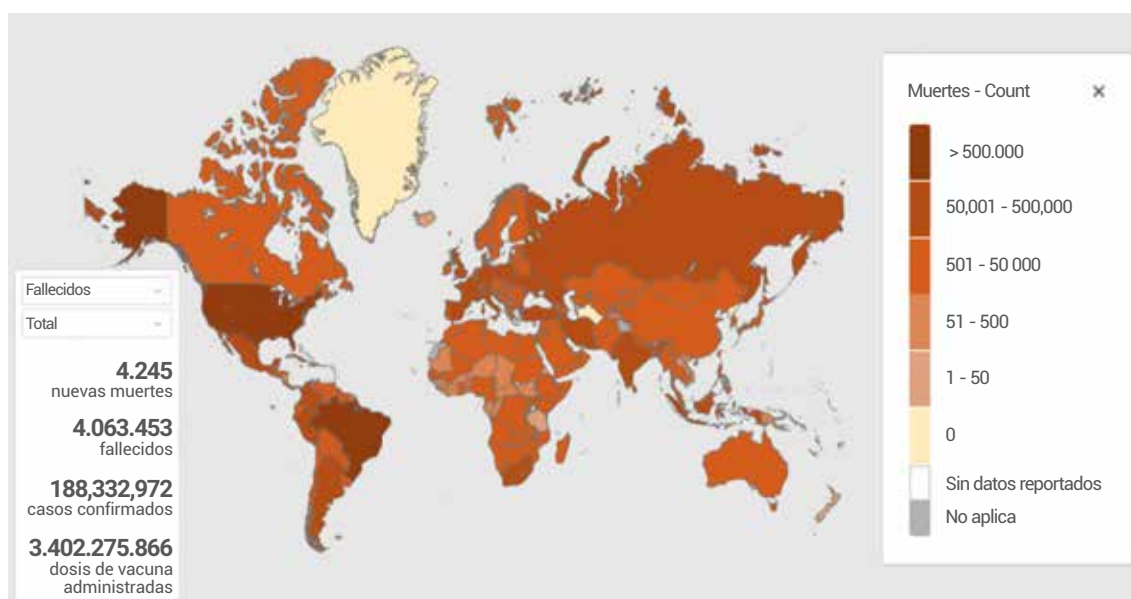 Muertes - Count ×
> 500.000
50,001 - 500,000
501 - 50 000
51 - 500
1 - 50
0
Sin datos reportados
No aplica
Fallecidos
Total
4.245
nuevas muertes
4.063.453
fallecidos
188,332,972
casos confirmados
3.402.275.866
dosis de vacuna
administradas